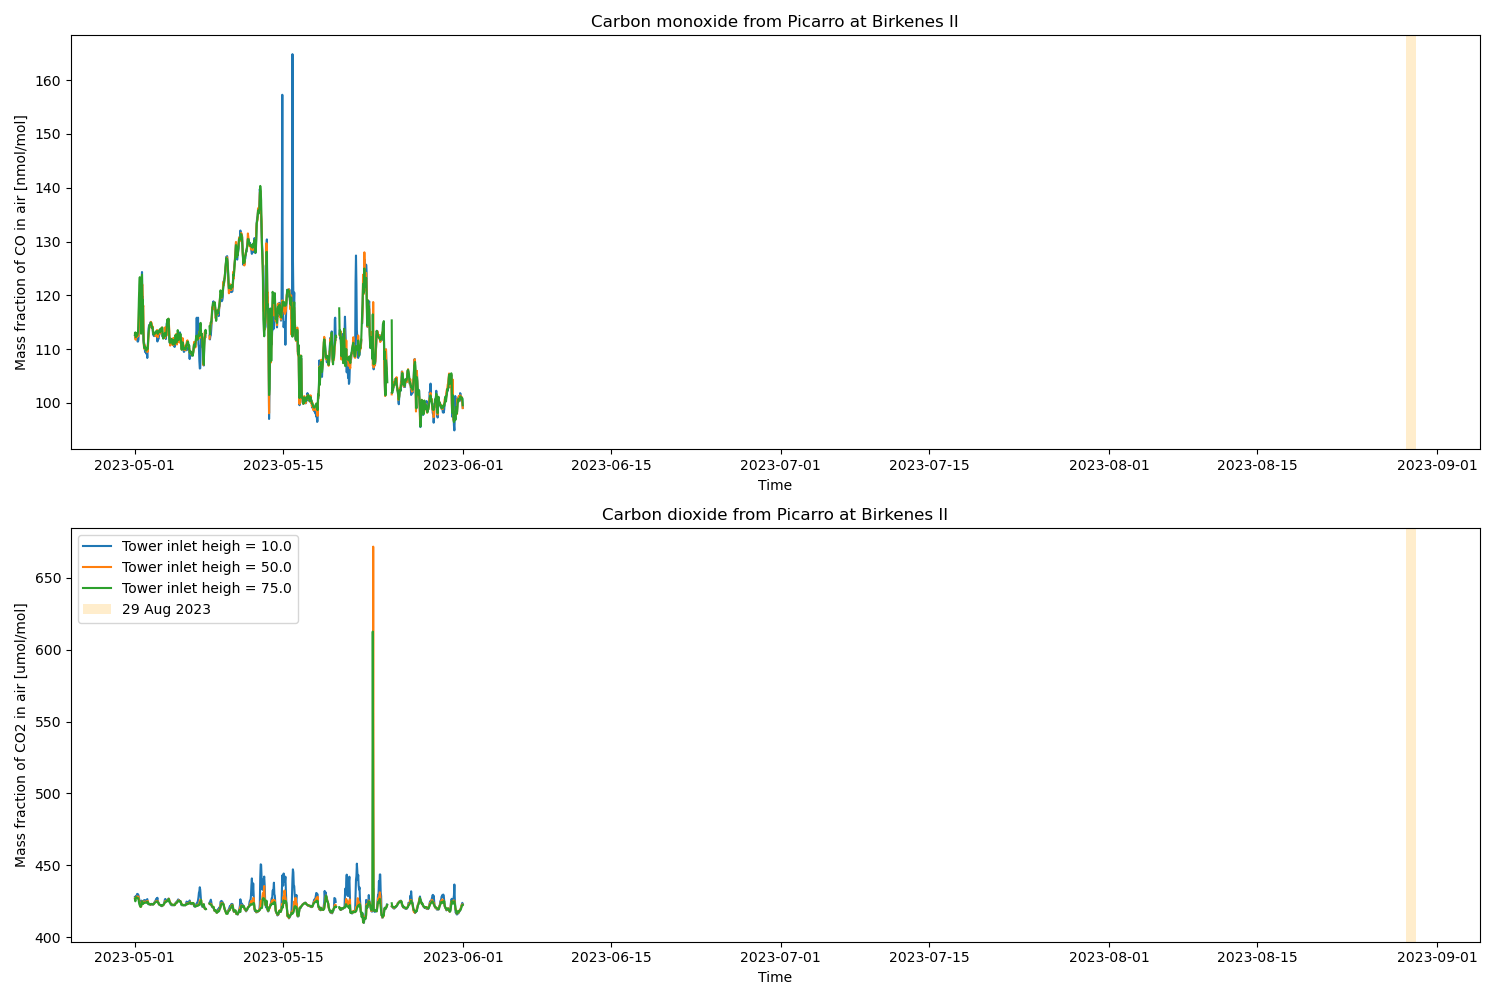 Carbon monoxide from Picarro at Birkenes II
Mass fraction of CO in air [nmol/mol]
160
150
140
130
120
110
100
2023-05-01 2023-05-15 2023-06-01 2023-06-15 2023-07-01 2023-07-15 2023-08-01 2023-08-15 2023-09-01
Time
Carbon dioxide from Picarro at Birkenes II
Mass fraction of CO2 in air [umol/mol]
Tower inlet heigh = 10.0
Tower inlet heigh = 50.0
Tower inlet heigh = 75.0
29 Aug 2023
650
600
550
500
450
400
2023-05-01 2023-05-15 2023-06-01 2023-06-15 2023-07-01 2023-07-15 2023-08-01 2023-08-15 2023-09-01
Time